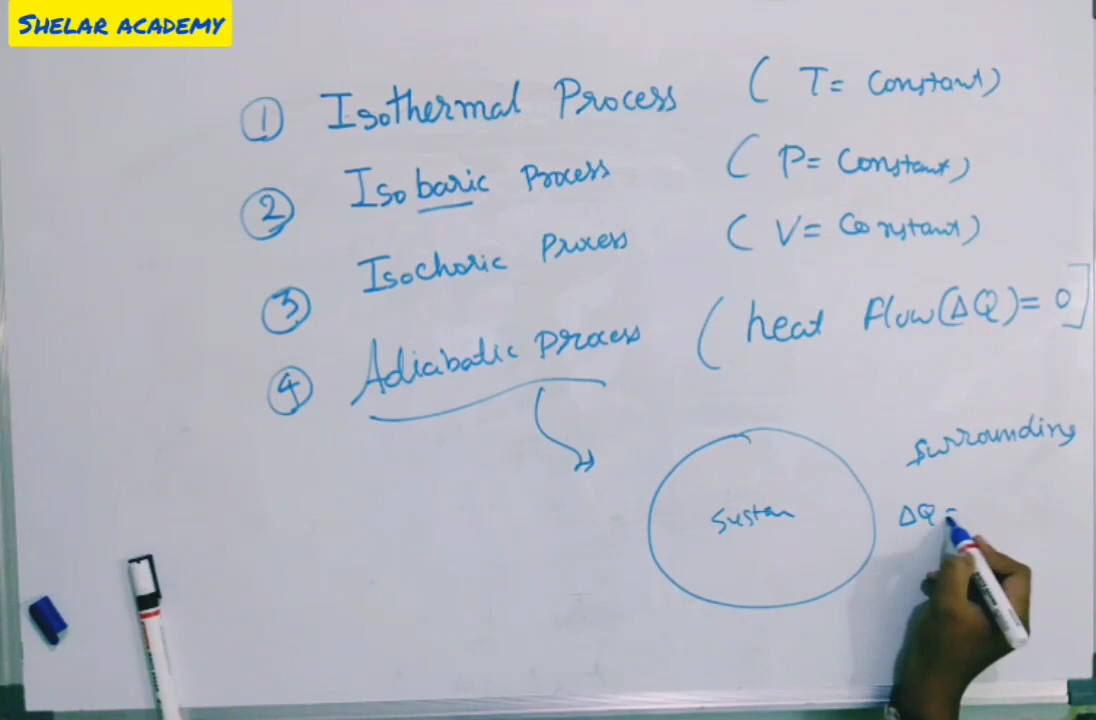 SHELAR ACADEMY
① Isothermal Process ( T = Constant )
② Isobaric Process ( P = Constant )
③ Isochoric Process ( V = Constant )
④ Adiabatic process ( heat flow (ΔQ) = 0 ]
surrounding
System
ΔQ =